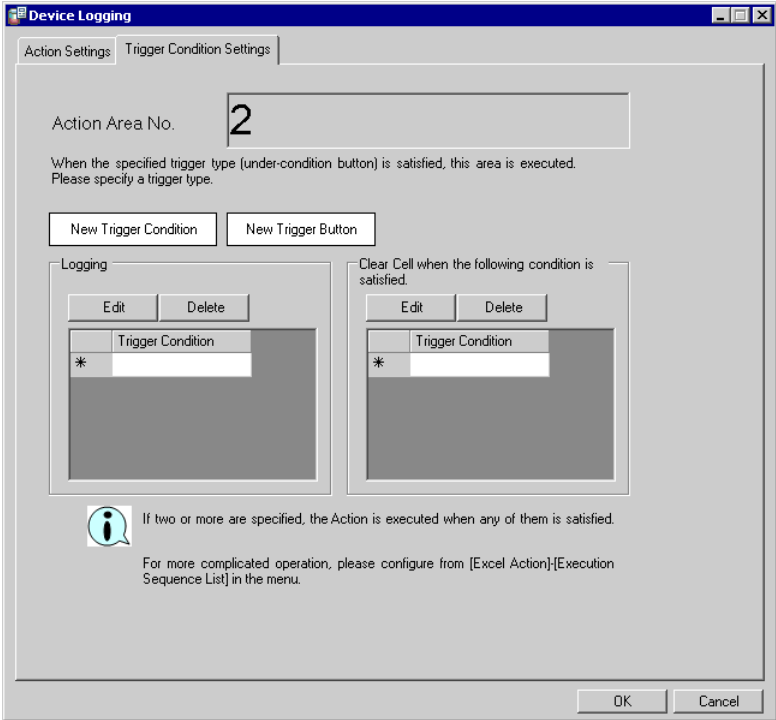 Device Logging
Action Settings
Trigger Condition Settings
Action Area No.
2
When the specified trigger type (under-condition button) is satisfied, this area is executed.
Please specify a trigger type.
New Trigger Condition
New Trigger Button
Logging
Edit
Delete
Trigger Condition
*
Clear Cell when the following condition is
satisfied.
Edit
Delete
Trigger Condition
*
If two or more are specified, the Action is executed when any of them is satisfied.
For more complicated operation, please configure from [Excel Action]-[Execution
Sequence List] in the menu.
OK
Cancel